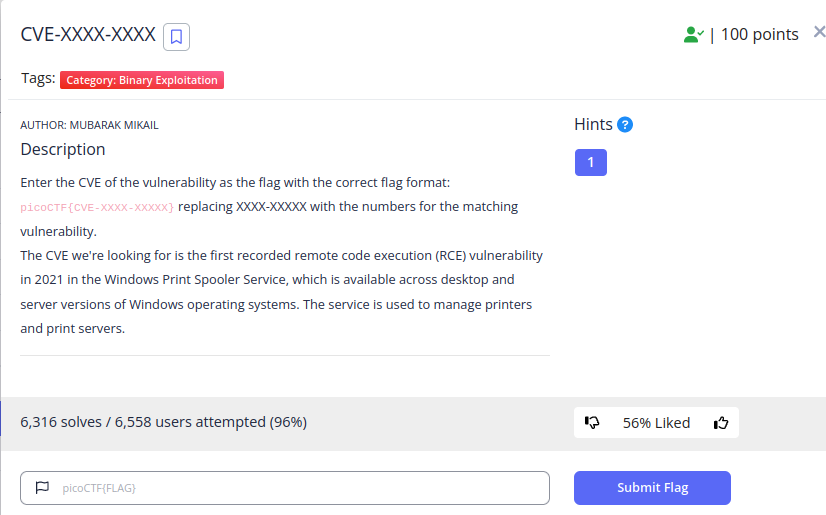 CVE-XXXX-XXXX
| 100 points
Tags: Category: Binary Exploitation
AUTHOR: MUBARAK MIKAIL
Hints ?
Description
1
Enter the CVE of the vulnerability as the flag with the correct flag format:
picoCTF{CVE-XXXX-XXXXX} replacing XXXX-XXXXX with the numbers for the matching
vulnerability.
The CVE we're looking for is the first recorded remote code execution (RCE) vulnerability
in 2021 in the Windows Print Spooler Service, which is available across desktop and
server versions of Windows operating systems. The service is used to manage printers
and print servers.
6,316 solves / 6,558 users attempted (96%)
56% Liked
picoCTF{FLAG}
Submit Flag